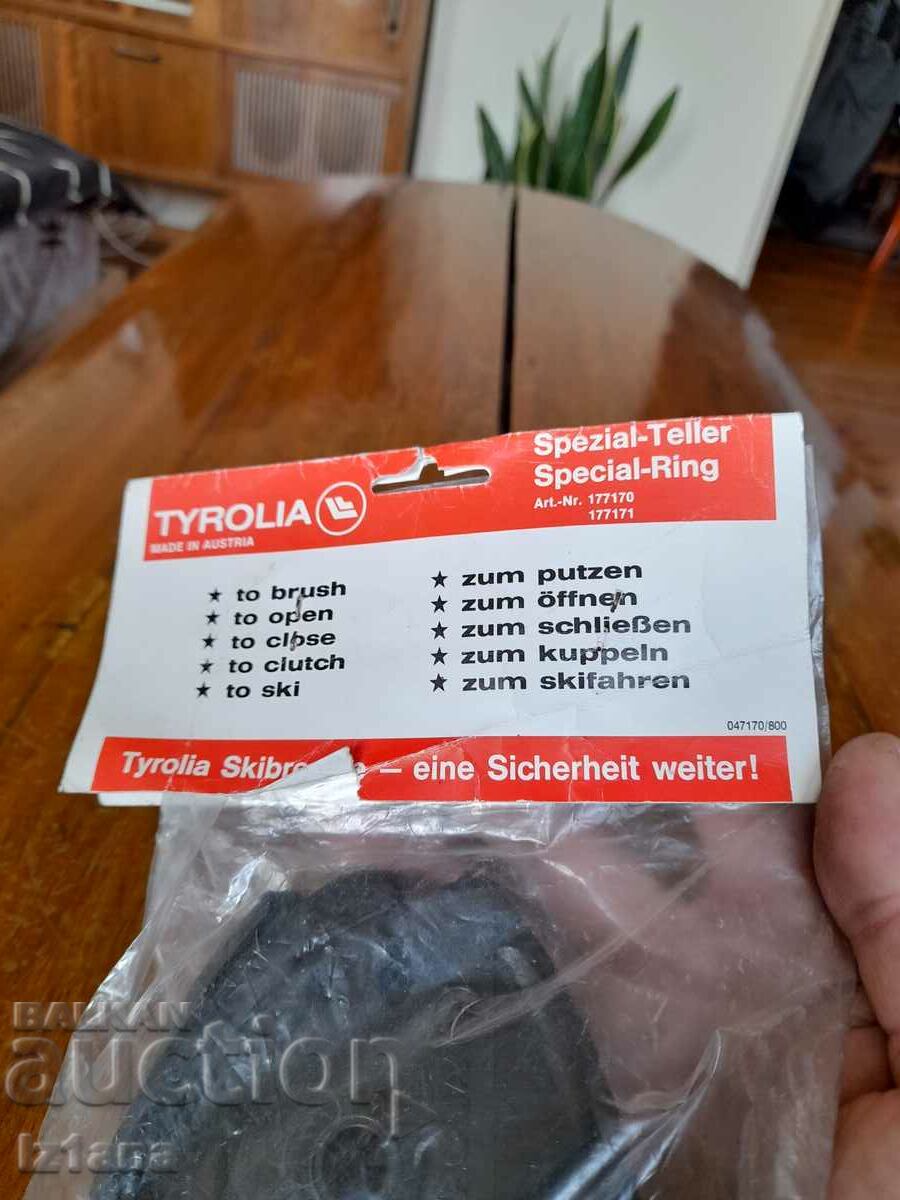 TYROLIA
MADE IN AUSTRIA
Spezial-Teller
Special-Ring
Art.-Nr. 177170
177171
★ to brush
★ to open
★ to close
★ to clutch
★ to ski
★ zum putzen
★ zum öffnen
★ zum schließen
★ zum kuppeln
★ zum skifahren
047170/800
Tyrolia – eine Sicherheit weiter!
BALKAN
auction
iz1ana